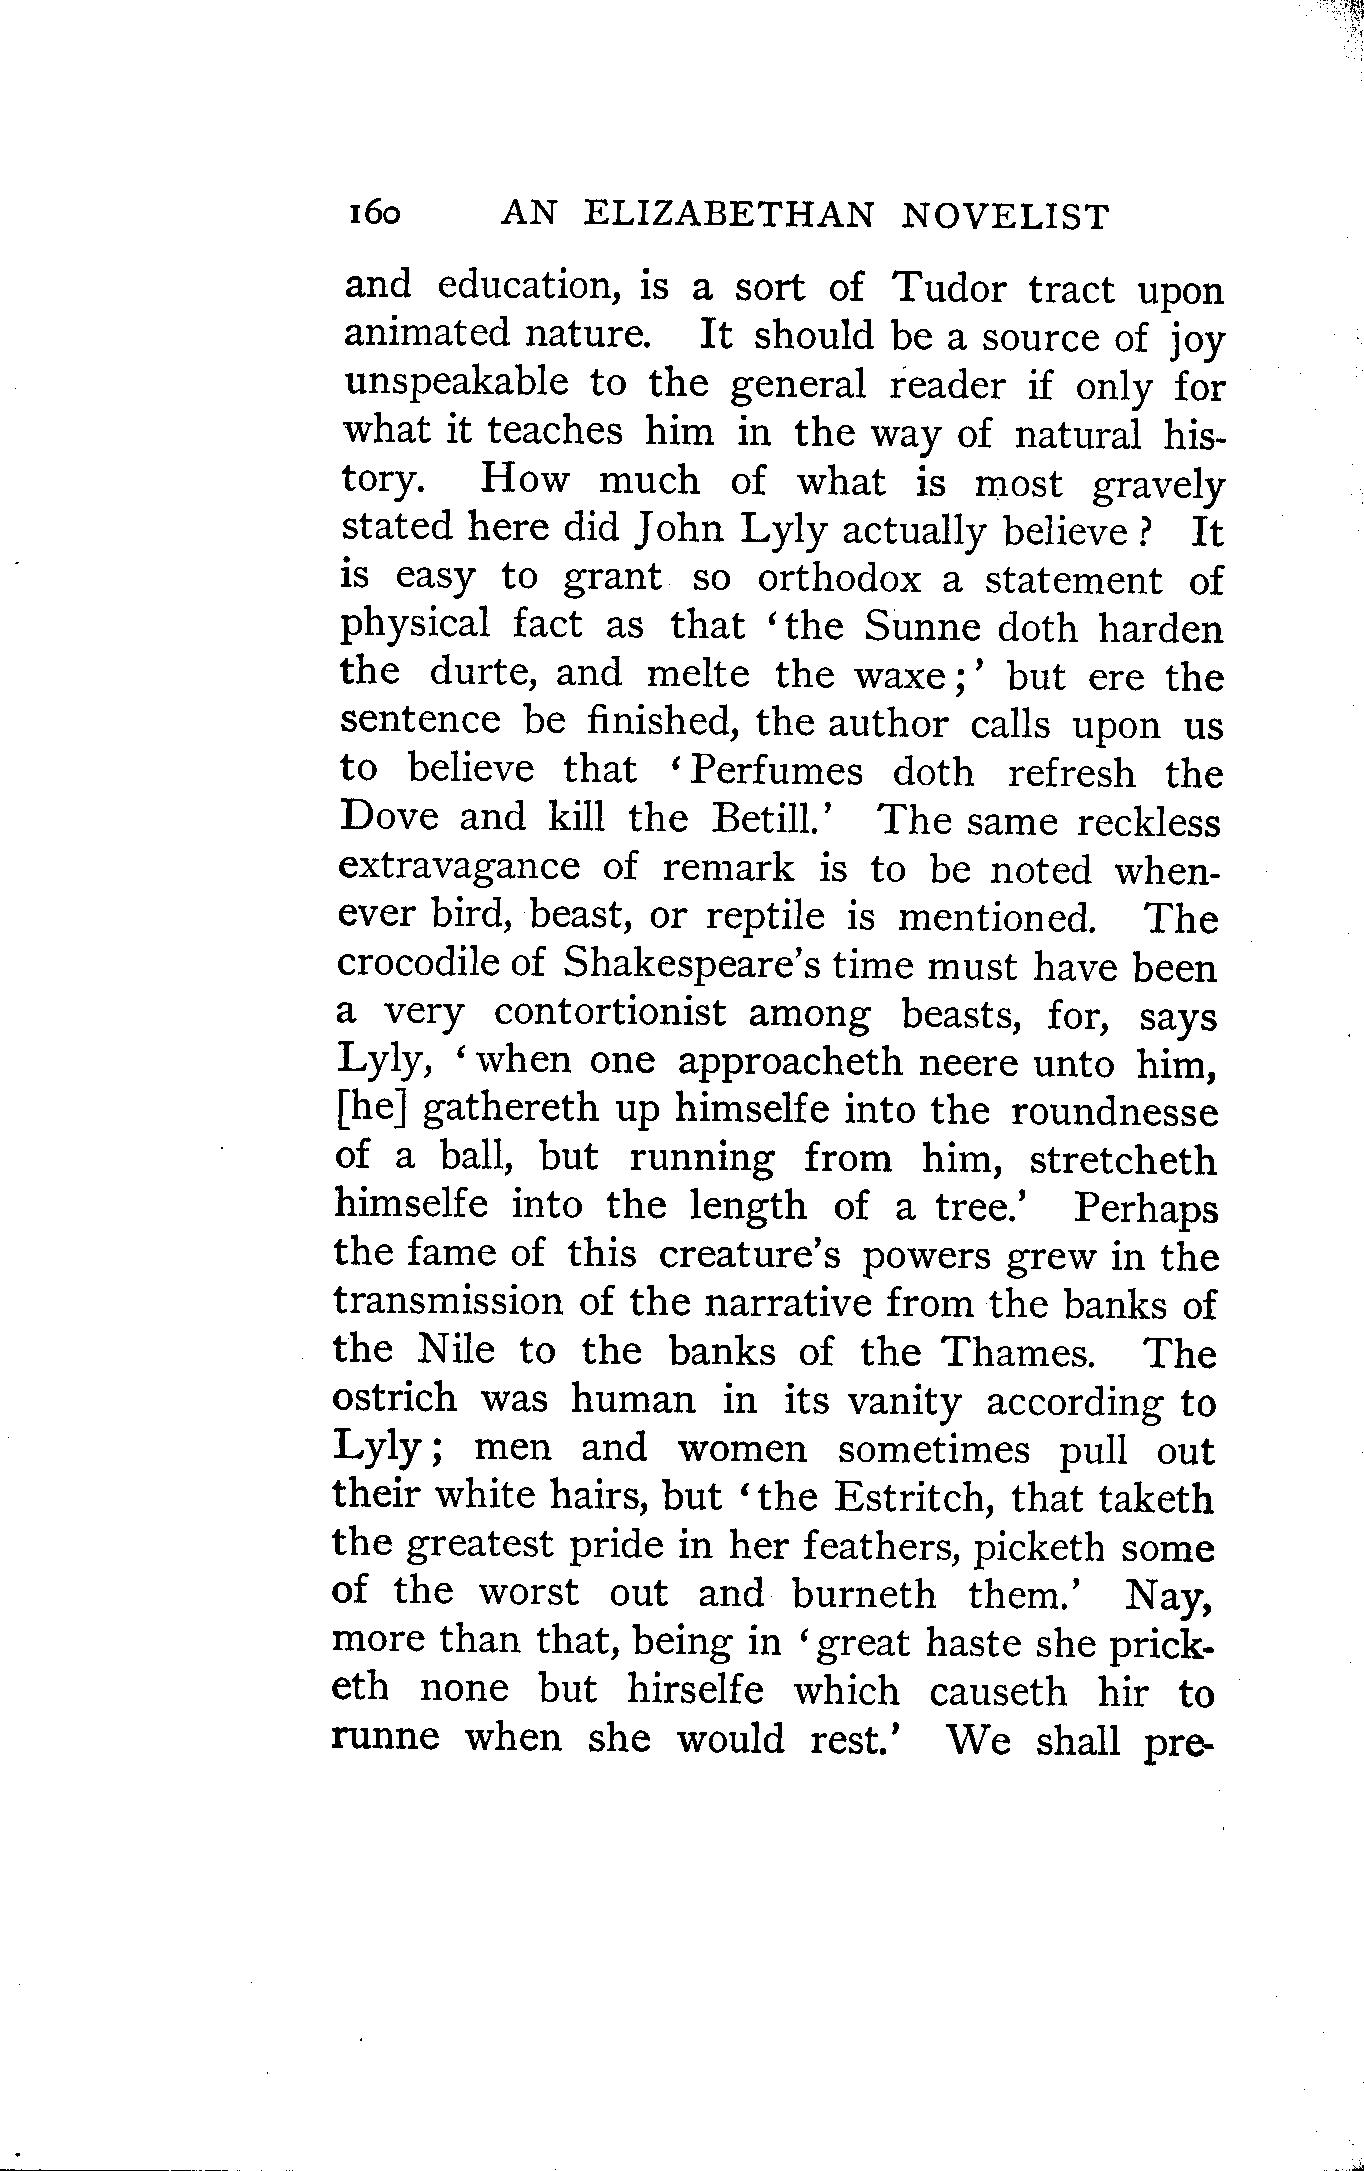 160 AN ELIZABETHAN NOVELIST
and education, is a sort of Tudor tract upon
animated nature. It should be a source of joy
unspeakable to the general reader if only for
what it teaches him in the way of natural his-
tory. How much of what is most gravely
stated here did John Lyly actually believe ? It
is easy to grant so orthodox a statement of
physical fact as that ‘the Sunne doth harden
the durte, and melte the waxe;’ but ere the
sentence be finished, the author calls upon us
to believe that ‘Perfumes doth refresh the
Dove and kill the Betill.’ The same reckless
extravagance of remark is to be noted when-
ever bird, beast, or reptile is mentioned. The
crocodile of Shakespeare’s time must have been
a very contortionist among beasts, for, says
Lyly, ‘when one approacheth neere unto him,
[he] gathereth up himselfe into the roundnesse
of a ball, but running from him, stretcheth
himselfe into the length of a tree.’ Perhaps
the fame of this creature’s powers grew in the
transmission of the narrative from the banks of
the Nile to the banks of the Thames. The
ostrich was human in its vanity according to
Lyly; men and women sometimes pull out
their white hairs, but ‘the Estritch, that taketh
the greatest pride in her feathers, picketh some
of the worst out and burneth them.’ Nay,
more than that, being in ‘great haste she prick-
eth none but hirselfe which causeth hir to
runne when she would rest.’ We shall pre-